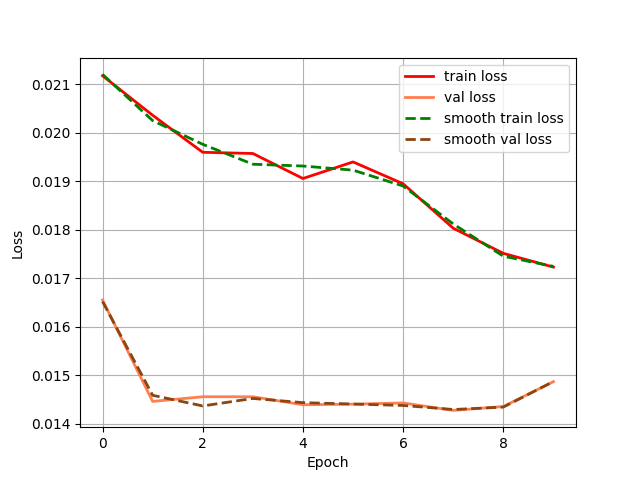 train loss
val loss
smooth train loss
smooth val loss
0.021
0.020
0.019
0.018
0.017
0.016
0.015
0.014
Loss
0 2 4 6 8
Epoch